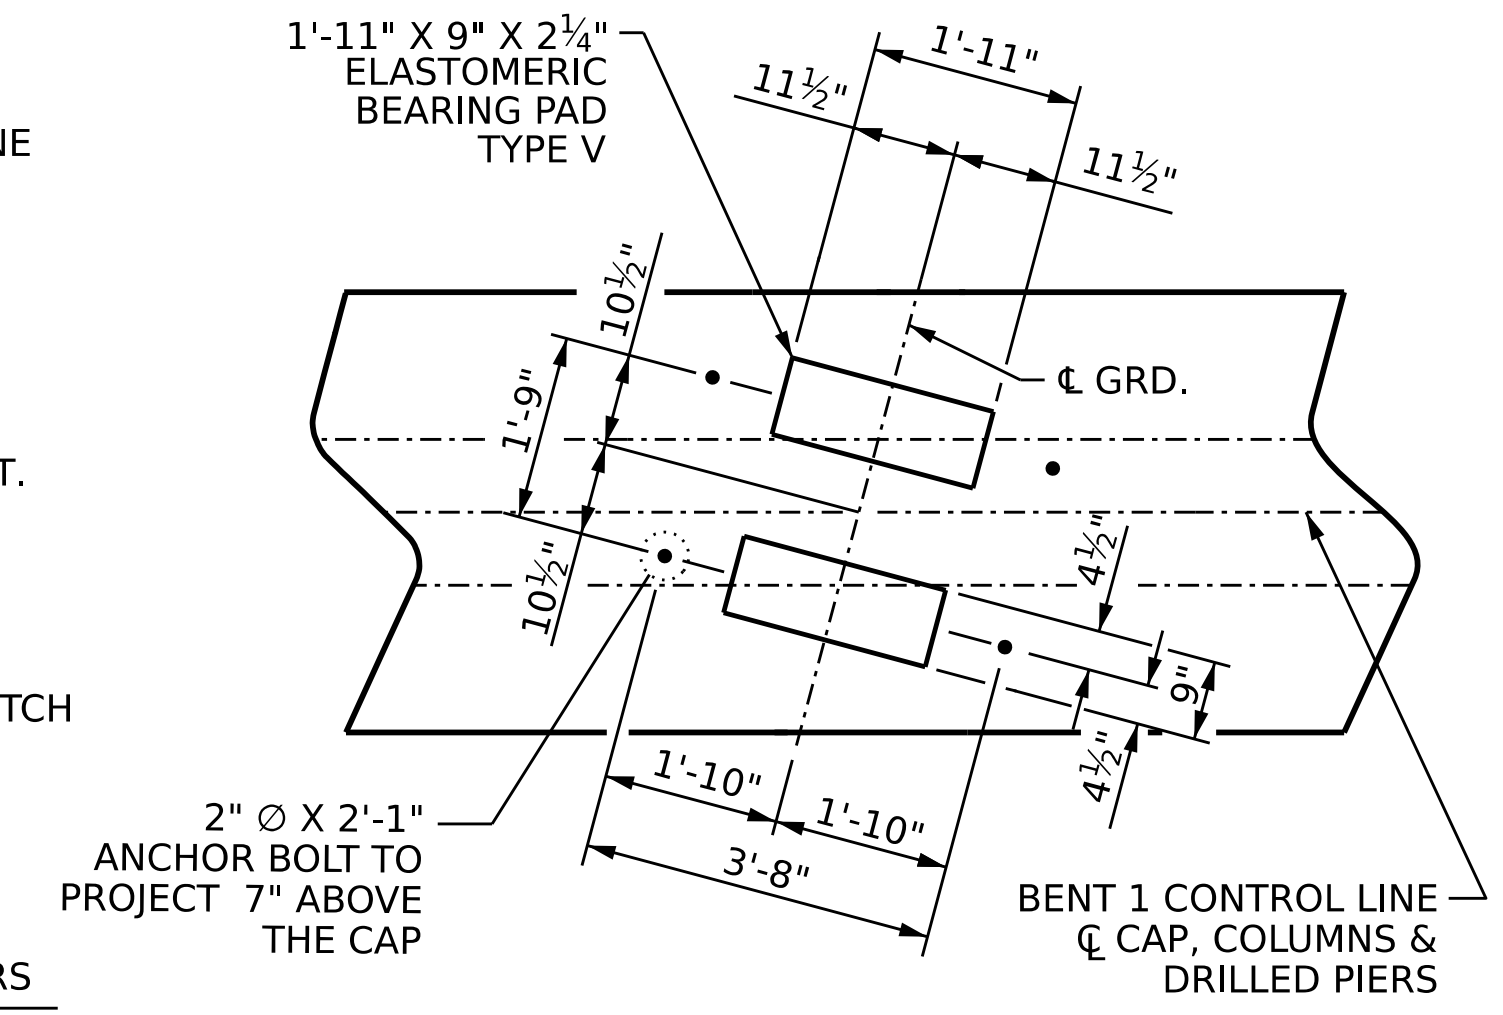 1'-11" X 9" X 2¼"
ELASTOMERIC
BEARING PAD
TYPE V
1'-11"
11½"
11½"
NE
10½"
1'-9"
10½"
℄ GRD.
T.
4½"
9"
4½"
TCH
1'-10"
1'-10"
3'-8"
2" ∅ X 2'-1"
ANCHOR BOLT TO
PROJECT 7" ABOVE
THE CAP
BENT 1 CONTROL LINE
℄ CAP, COLUMNS &
DRILLED PIERS
RS